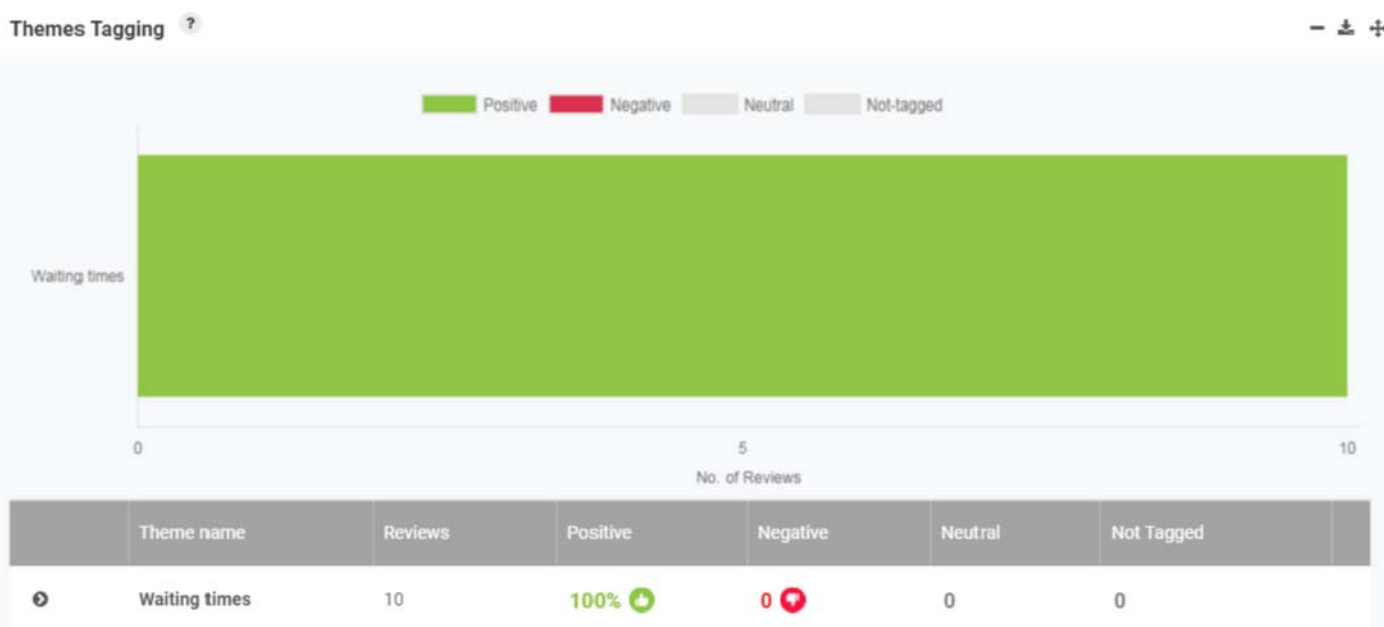 Themes Tagging ?
Positive Negative Neutral Not-tagged
Waiting times
0 5 10
No. of Reviews
Theme name Reviews Positive Negative Neutral Not Tagged
Waiting times 10 100% 0 0 0